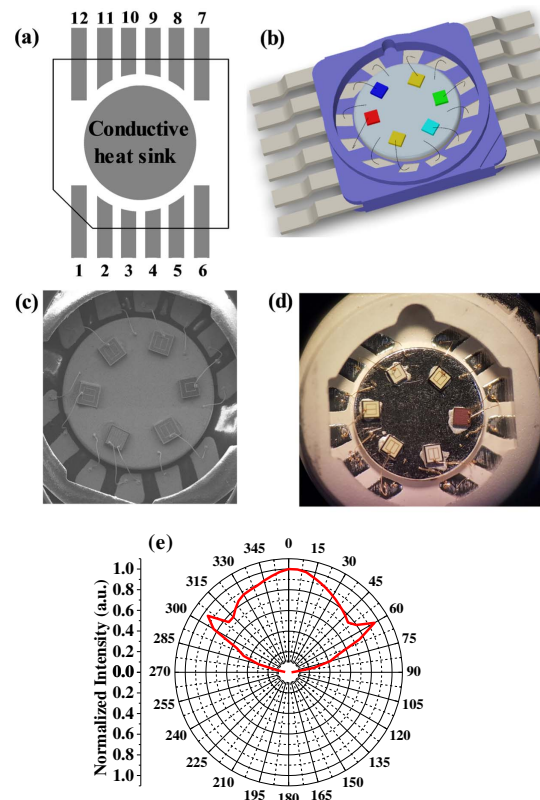 12 11 10 9 8 7
(a)
(b)
Conductive
heat sink
1 2 3 4 5 6
(c)
(d)
(e)
0
345 15
330 30
315 45
300 60
285 75
270 90
255 105
240 120
225 135
210 150
195 165
180
1.0
0.8
0.6
0.4
0.2
0.0
0.2
0.4
0.6
0.8
1.0
Normalized Intensity (a.u.)